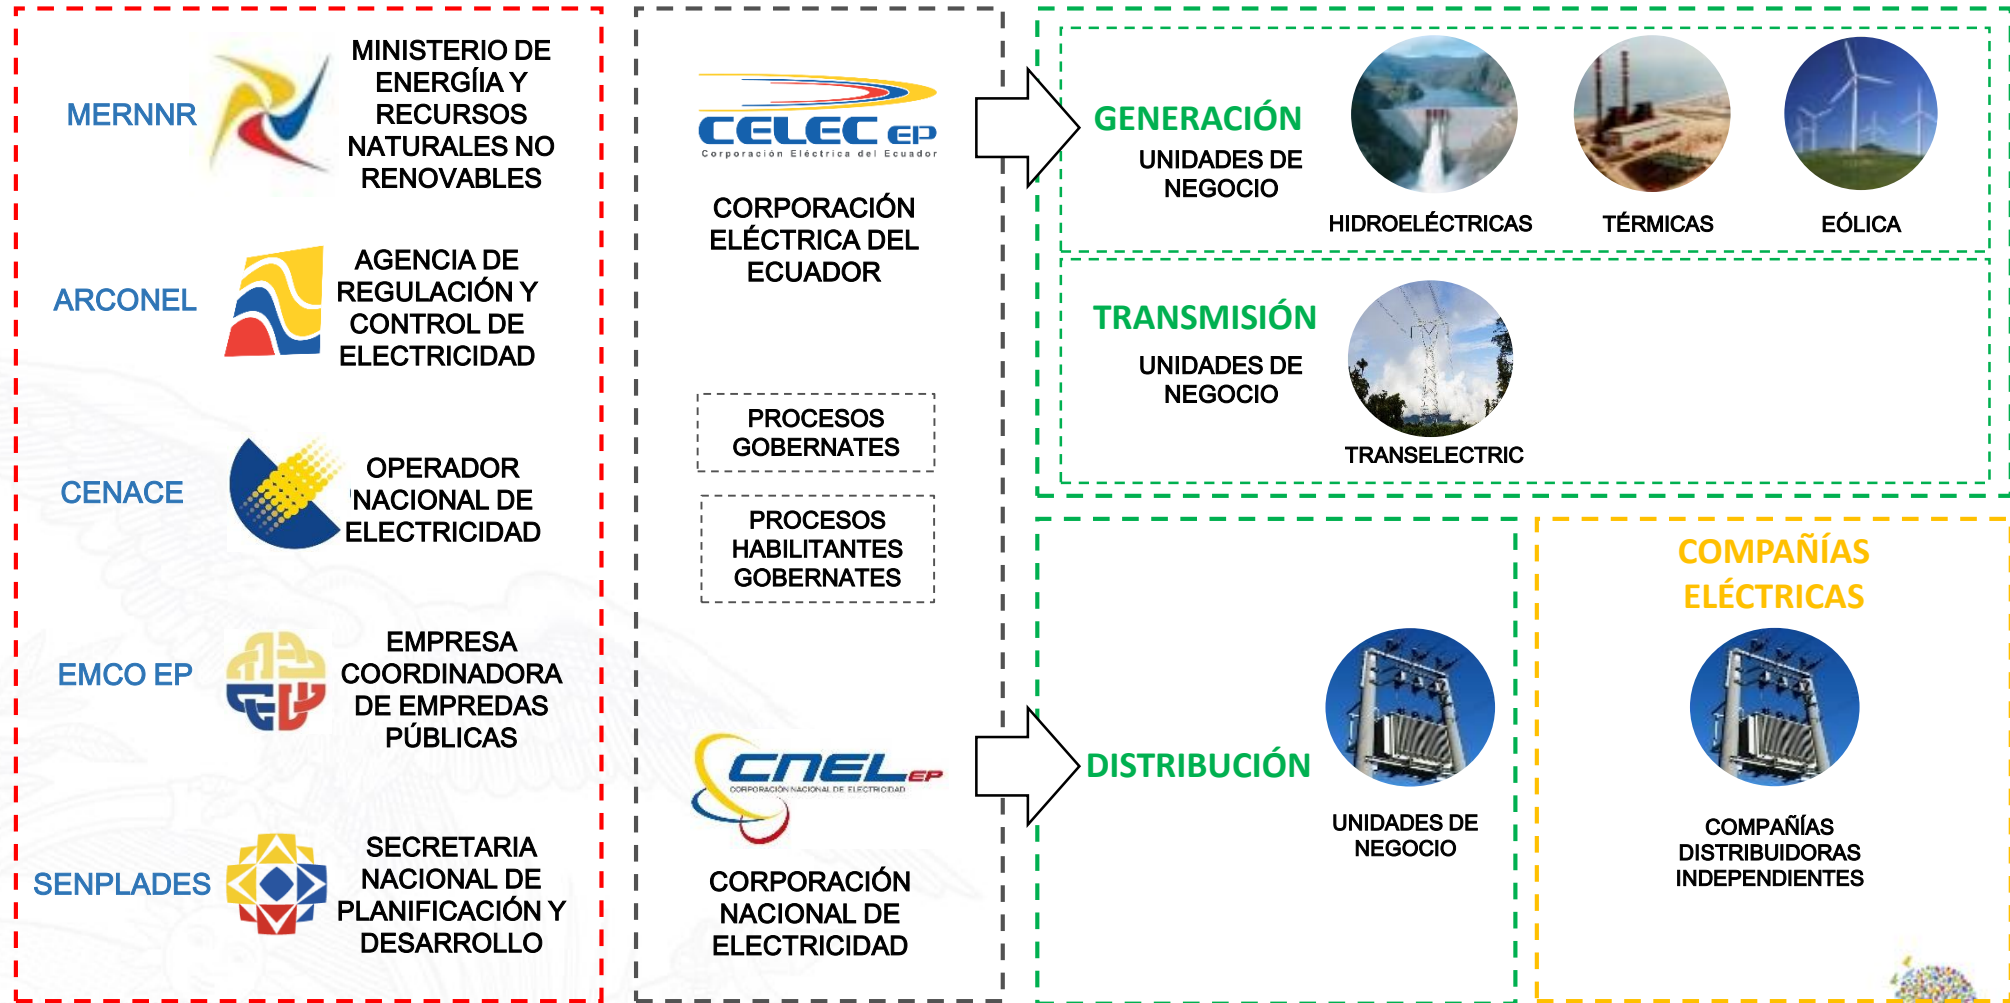 MERNNR
MINISTERIO DE
ENERGÍIA Y
RECURSOS
NATURALES NO
RENOVABLES
ARCONEL
AGENCIA DE
REGULACIÓN Y
CONTROL DE
ELECTRICIDAD
CENACE
OPERADOR
NACIONAL DE
ELECTRICIDAD
EMCO EP
EMPRESA
COORDINADORA
DE EMPREDAS
PÚBLICAS
SENPLADES
SECRETARIA
NACIONAL DE
PLANIFICACIÓN Y
DESARROLLO
CELEC EP
Corporación Eléctrica del Ecuador
CORPORACIÓN
ELÉCTRICA DEL
ECUADOR
PROCESOS
GOBERNATES
PROCESOS
HABILITANTES
GOBERNATES
CNEL EP
CORPORACIÓN NACIONAL DE ELECTRICIDAD
CORPORACIÓN
NACIONAL DE
ELECTRICIDAD
GENERACIÓN
UNIDADES DE
NEGOCIO
HIDROELÉCTRICAS
TÉRMICAS
EÓLICA
TRANSMISIÓN
UNIDADES DE
NEGOCIO
TRANSELECTRIC
DISTRIBUCIÓN
UNIDADES DE
NEGOCIO
COMPAÑÍAS
ELÉCTRICAS
COMPAÑÍAS
DISTRIBUIDORAS
INDEPENDIENTES